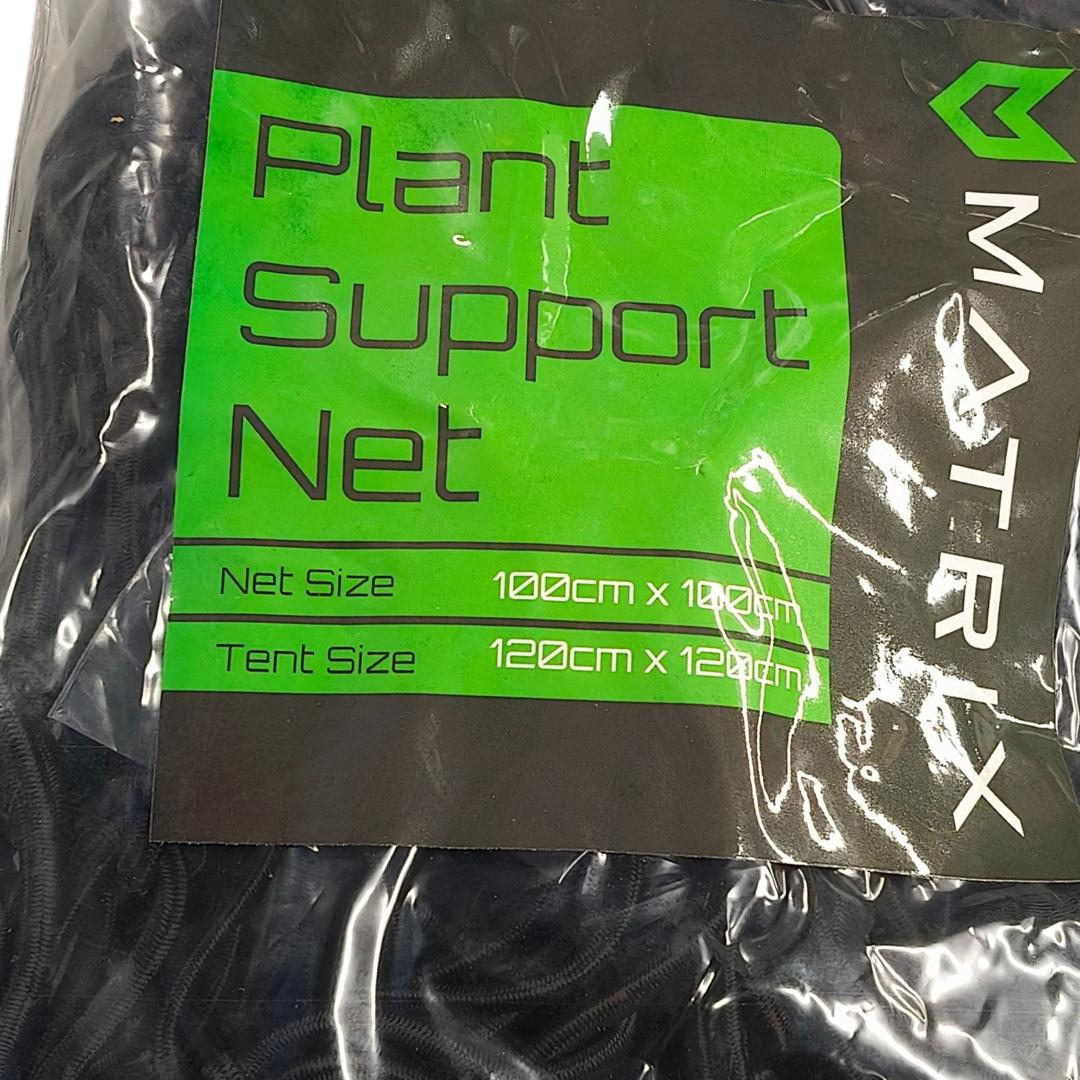 Plant
Support
Net
Net Size 100cm x 100cm
Tent Size 120cm x 120cm
MATRIX